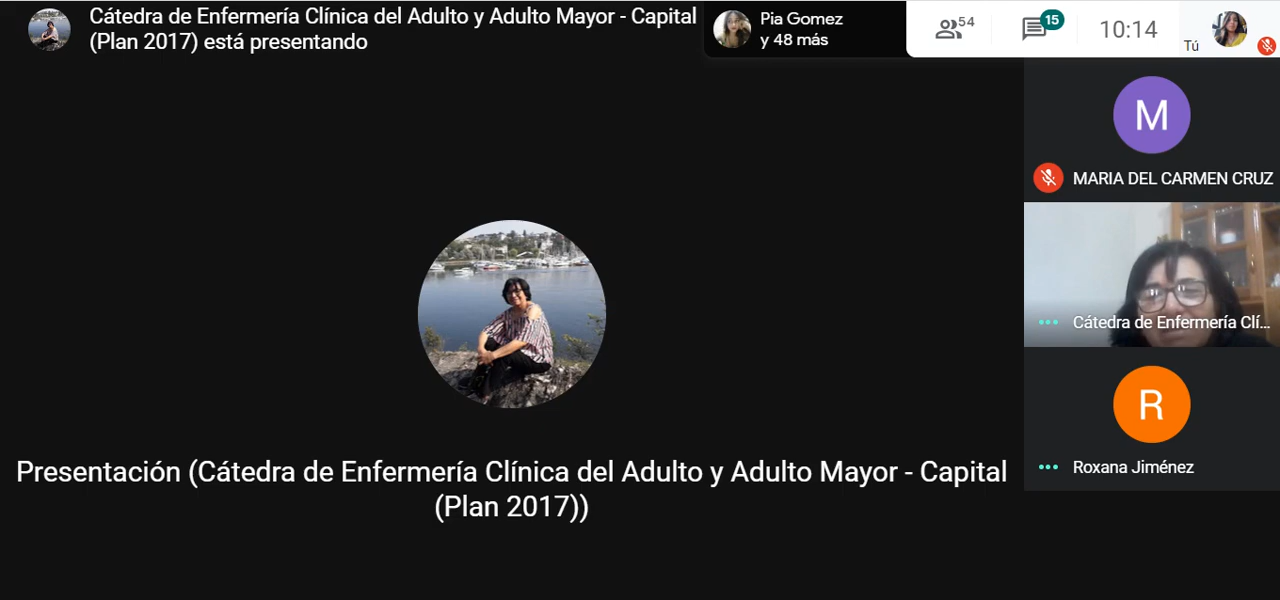 Cátedra de Enfermería Clínica del Adulto y Adulto Mayor - Capital
(Plan 2017) está presentando
Pia Gomez
y 48 más
54
15
10:14
Tú
M
MARIA DEL CARMEN CRUZ
Cátedra de Enfermería Clí...
R
Roxana Jiménez
Presentación (Cátedra de Enfermería Clínica del Adulto y Adulto Mayor - Capital
(Plan 2017))